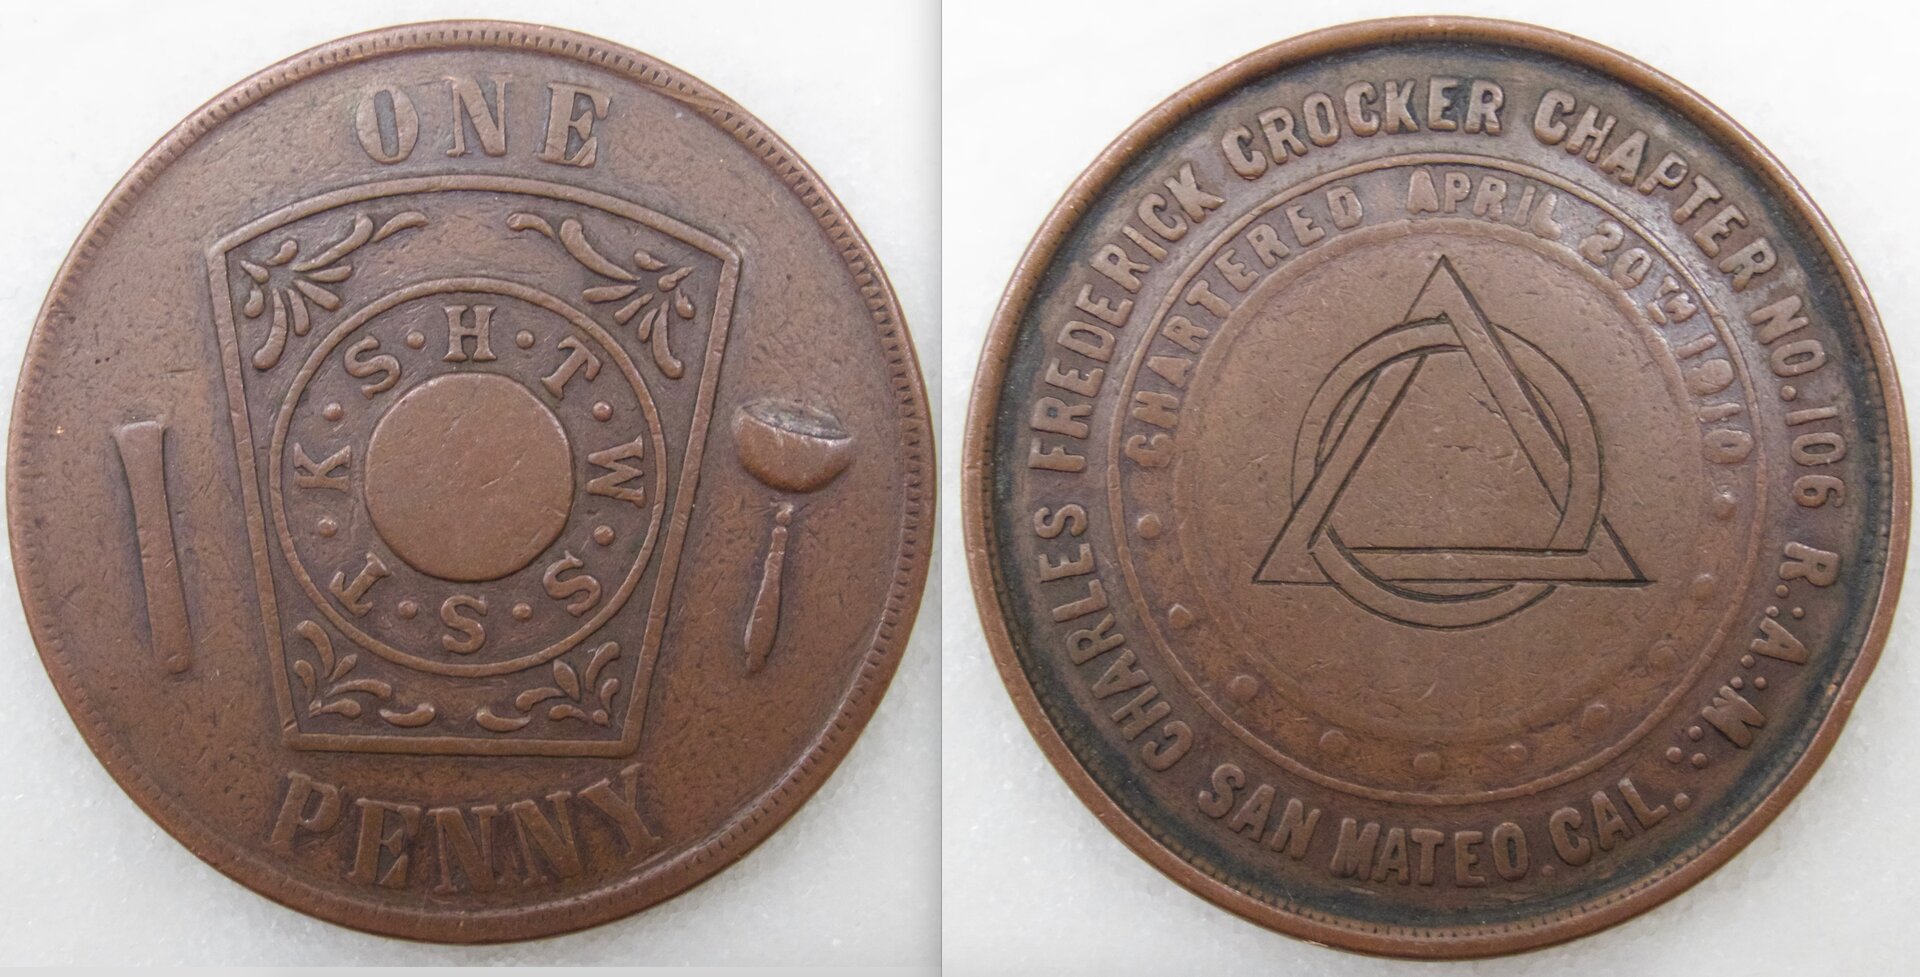 ONE
H·T·W·S·S·T·K·S·
PENNY
CHARLES FREDERICK CROCKER CHAPTER NO. 106 R∴A∴M∴
CHARTERED APRIL 20TH 1910
SAN MATEO CAL.